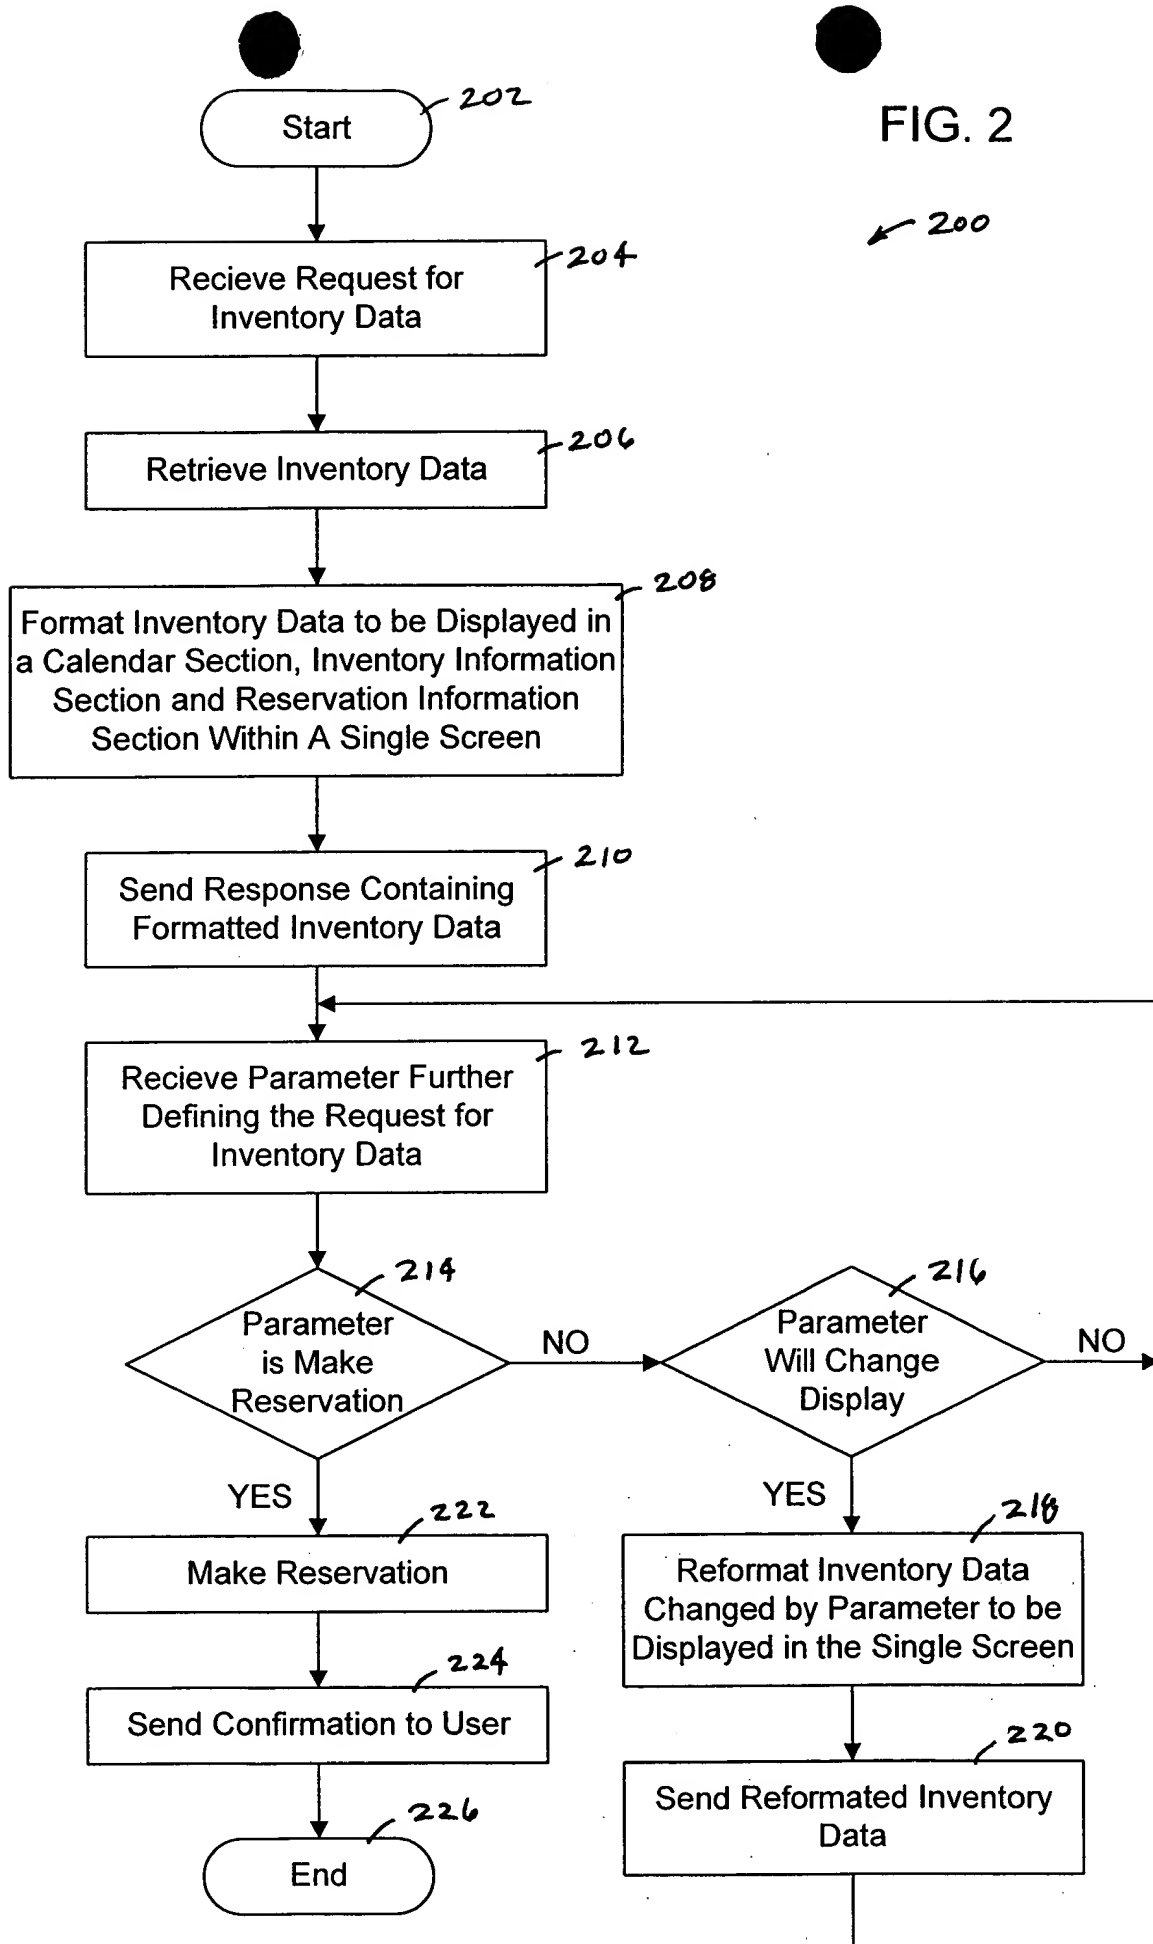 202
Start
FIG. 2
200
204
Recieve Request for
Inventory Data
206
Retrieve Inventory Data
208
Format Inventory Data to be Displayed in
a Calendar Section, Inventory Information
Section and Reservation Information
Section Within A Single Screen
210
Send Response Containing
Formatted Inventory Data
212
Recieve Parameter Further
Defining the Request for
Inventory Data
214
Parameter
is Make
Reservation
NO
216
Parameter
Will Change
Display
NO
YES
222
Make Reservation
224
Send Confirmation to User
226
End
YES
218
Reformat Inventory Data
Changed by Parameter to be
Displayed in the Single Screen
220
Send Reformated Inventory
Data